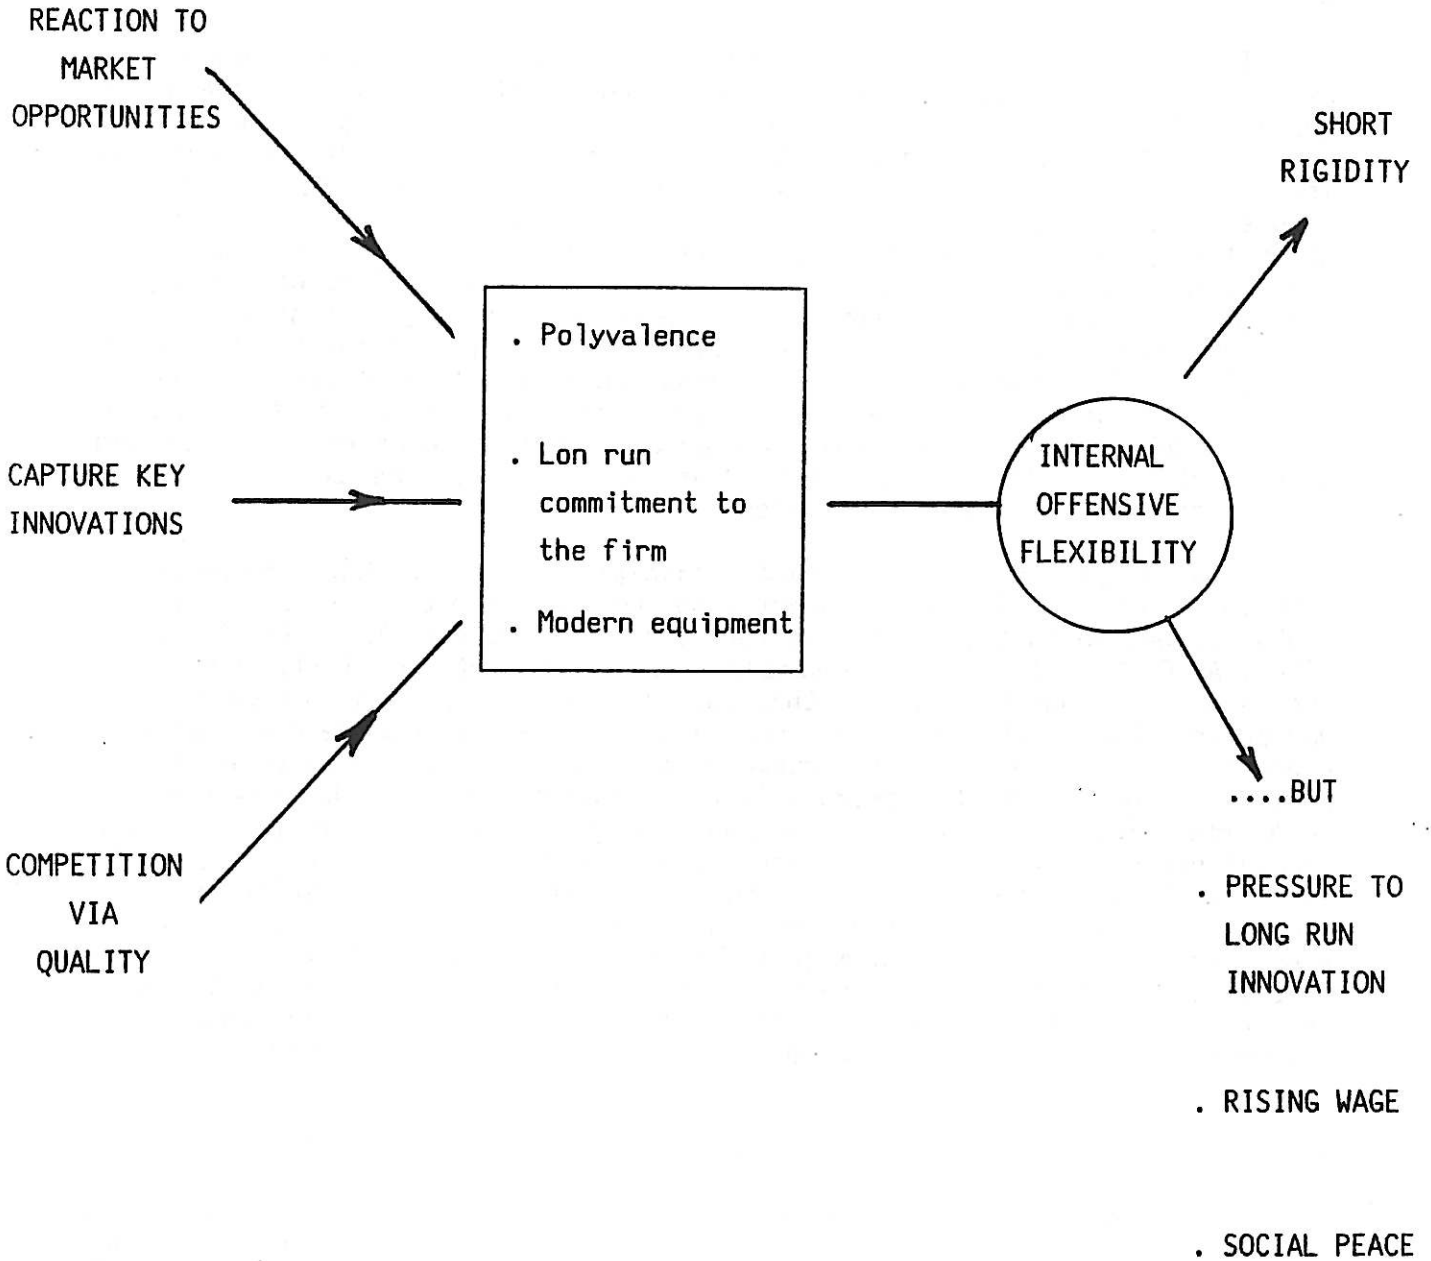 REACTION TO
MARKET
OPPORTUNITIES
CAPTURE KEY
INNOVATIONS
COMPETITION
VIA
QUALITY
. Polyvalence
. Lon run
commitment to
the firm
. Modern equipment
INTERNAL
OFFENSIVE
FLEXIBILITY
SHORT
RIGIDITY
....BUT
. PRESSURE TO
LONG RUN
INNOVATION
. RISING WAGE
. SOCIAL PEACE